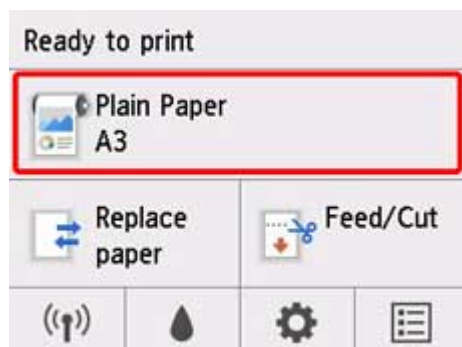 Ready to print
Plain Paper
A3
Replace
paper
Feed/Cut